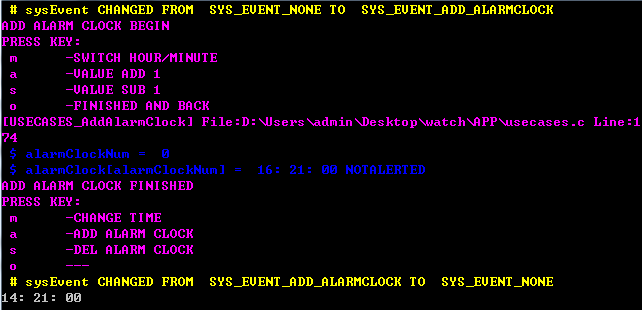 # sysEvent CHANGED FROM  SYS_EVENT_NONE TO  SYS_EVENT_ADD_ALARMCLOCK
ADD ALARM CLOCK BEGIN
PRESS KEY:
m      -SWITCH HOUR/MINUTE
a      -VALUE ADD 1
s      -VALUE SUB 1
o      -FINISHED AND BACK
[USECASES_AddAlarmClock] File:D:\Users\admin\Desktop\watch\APP\usecases.c Line:1
74
$ alarmClockNum =  0
$ alarmClock[alarmClockNum] =  16: 21: 00 NOTALERTED
ADD ALARM CLOCK FINISHED
PRESS KEY:
m      -CHANGE TIME
a      -ADD ALARM CLOCK
s      -DEL ALARM CLOCK
o      ---
# sysEvent CHANGED FROM  SYS_EVENT_ADD_ALARMCLOCK TO  SYS_EVENT_NONE
14: 21: 00